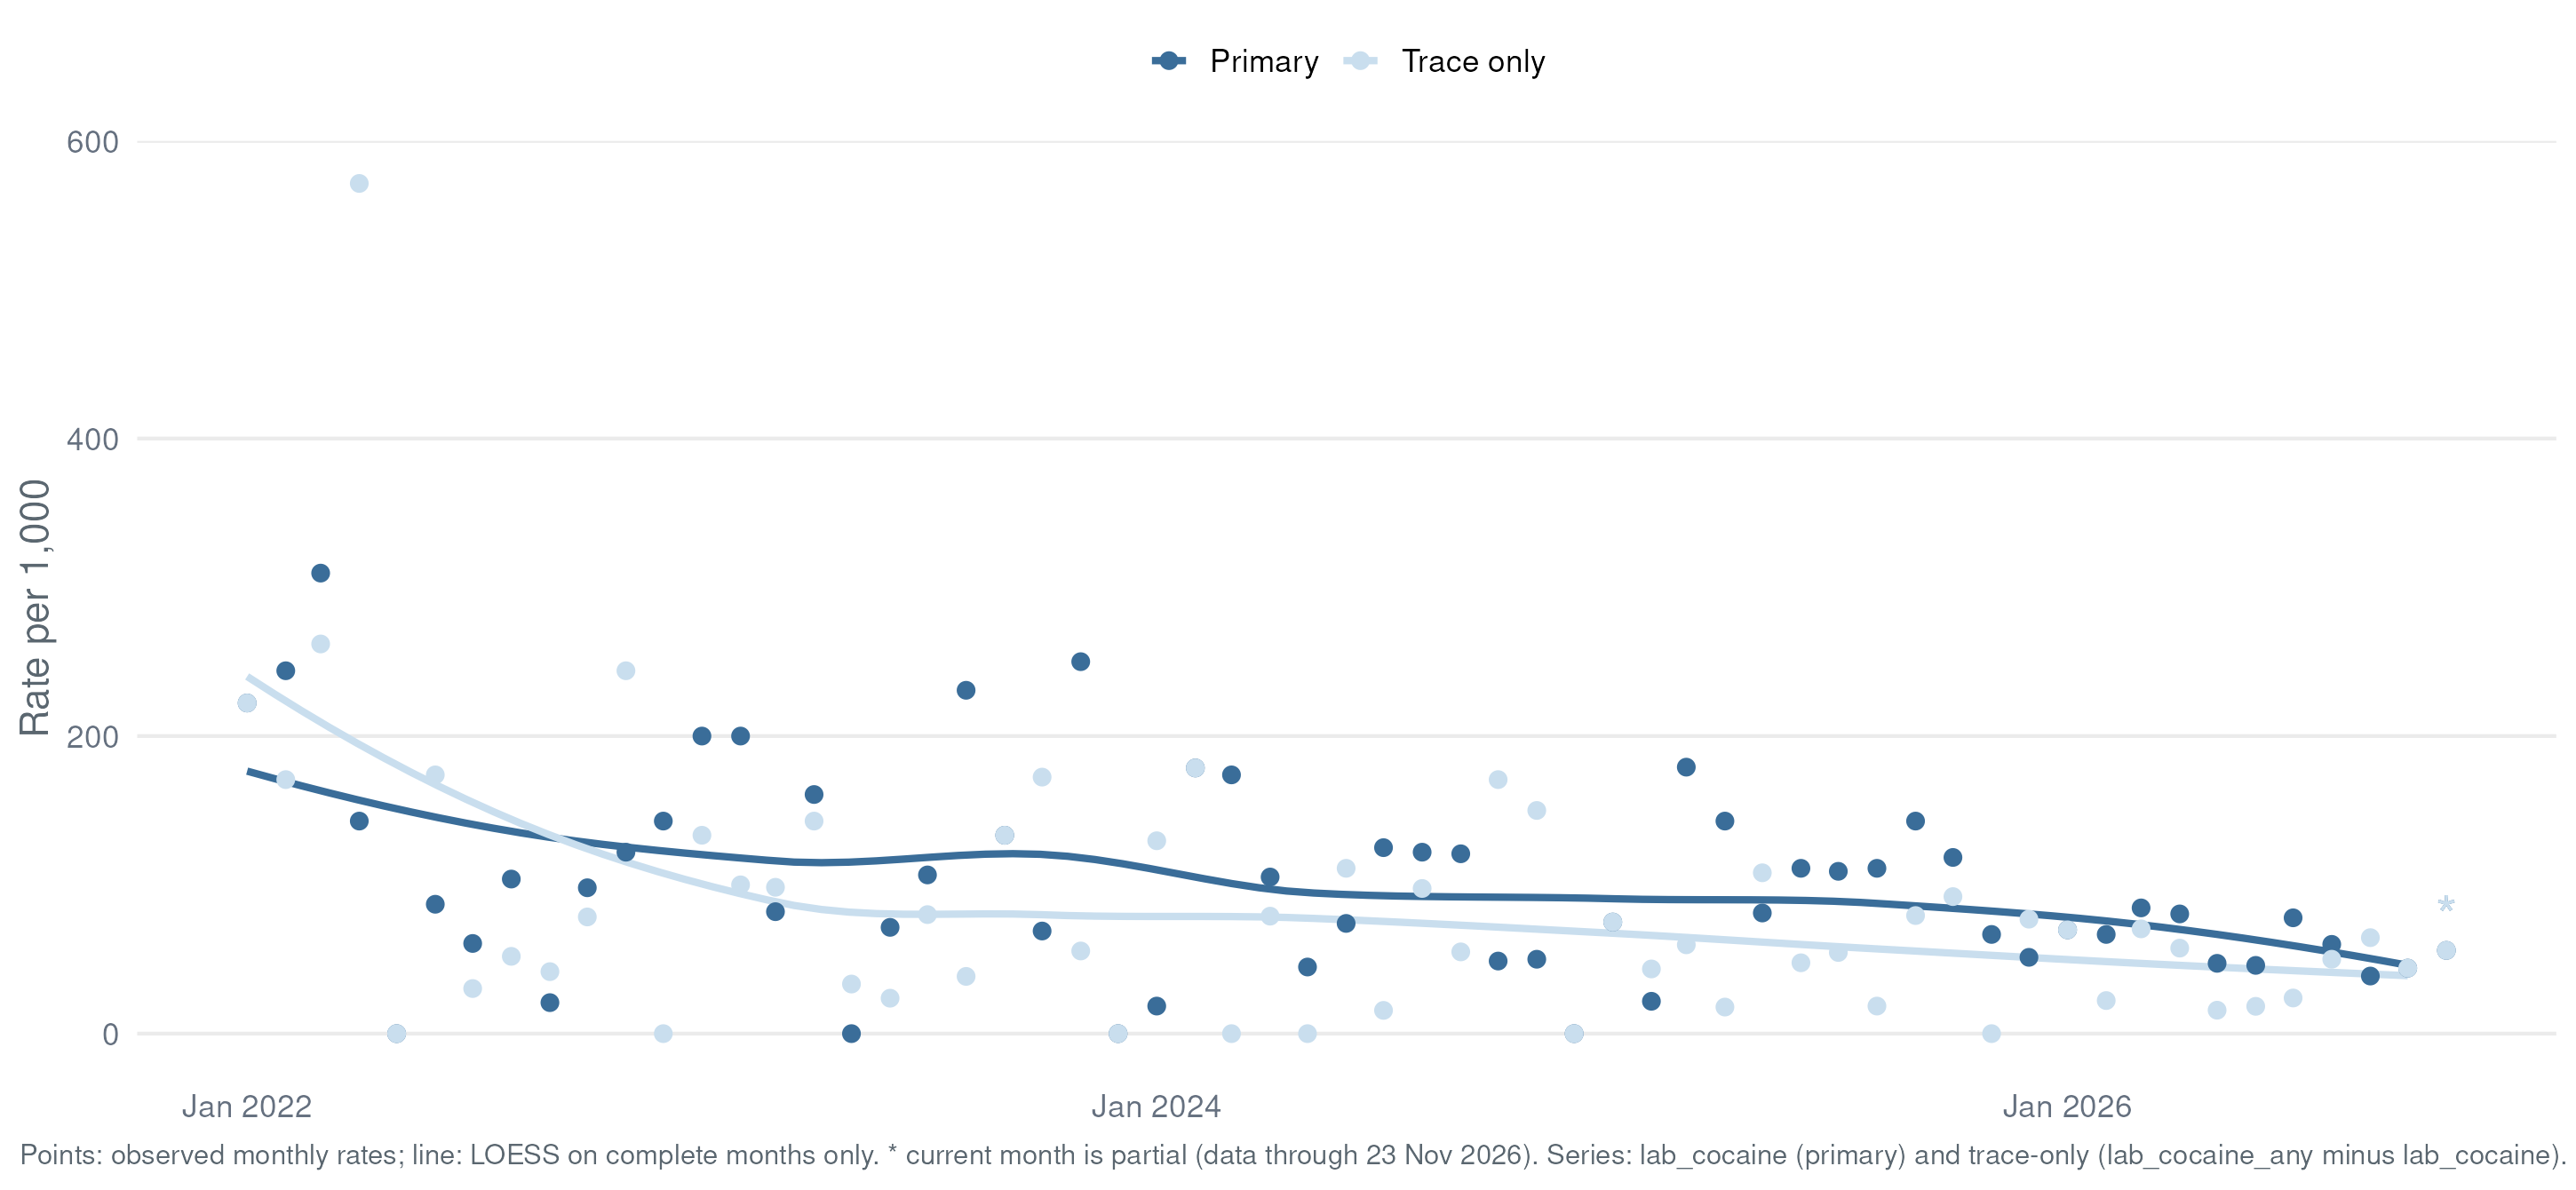 Primary Trace only
600
400
200
0
Rate per 1,000
*
Jan 2022 Jan 2024 Jan 2026
Points: observed monthly rates; line: LOESS on complete months only. * current month is partial (data through 23 Nov 2026). Series: lab_cocaine (primary) and trace-only (lab_cocaine_any minus lab_cocaine).